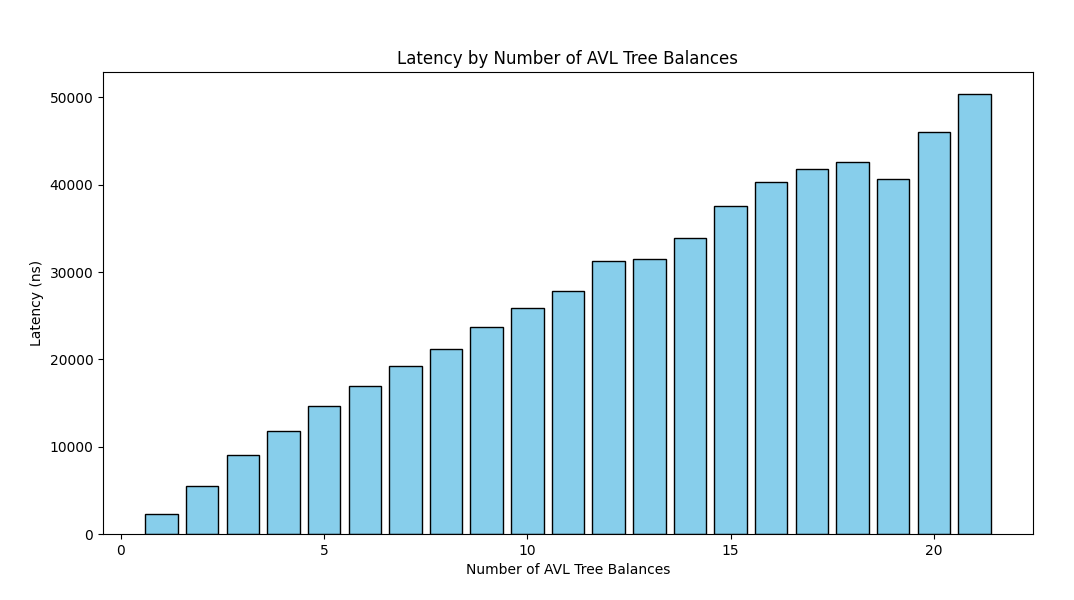 Latency by Number of AVL Tree Balances
50000
40000
30000
20000
10000
0
Latency (ns)
0 5 10 15 20
Number of AVL Tree Balances